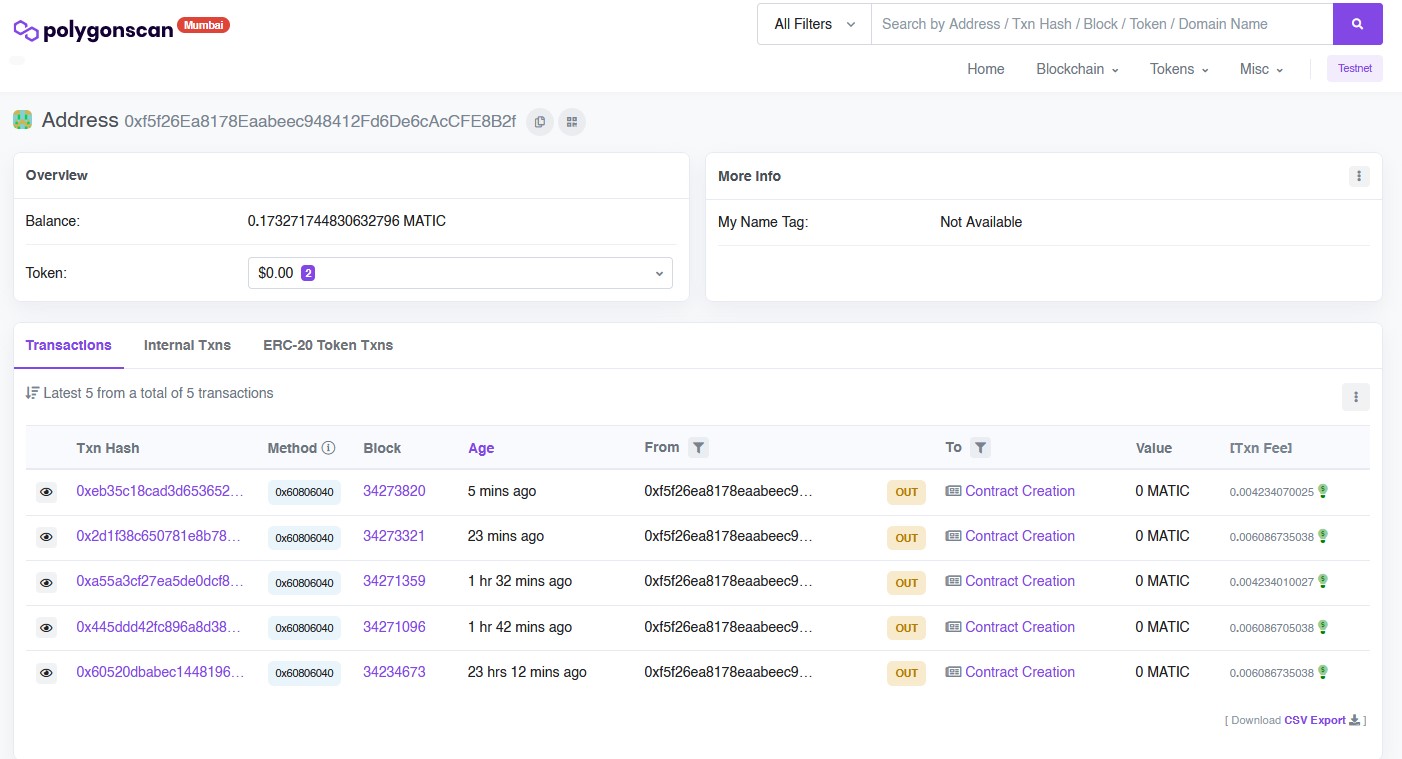 polygonscan Mumbai
All Filters Search by Address / Txn Hash / Block / Token / Domain Name
Home Blockchain Tokens Misc Testnet
Address 0xf5f26Ea8178Eaabeec948412Fd6De6cAcCFE8B2f
Overview
Balance: 0.173271744830632796 MATIC
Token: $0.00 2
More Info
My Name Tag: Not Available
Transactions Internal Txns ERC-20 Token Txns
Latest 5 from a total of 5 transactions
Txn Hash Method Block Age From To Value [Txn Fee]
0xeb35c18cad3d653652... 0x60806040 34273820 5 mins ago 0xf5f26ea8178eaabeec9... OUT Contract Creation 0 MATIC 0.004234070025
0x2d1f38c650781e8b78... 0x60806040 34273321 23 mins ago 0xf5f26ea8178eaabeec9... OUT Contract Creation 0 MATIC 0.006086735038
0xa55a3cf27ea5de0dcf8... 0x60806040 34271359 1 hr 32 mins ago 0xf5f26ea8178eaabeec9... OUT Contract Creation 0 MATIC 0.004234010027
0x445ddd42fc896a8d38... 0x60806040 34271096 1 hr 42 mins ago 0xf5f26ea8178eaabeec9... OUT Contract Creation 0 MATIC 0.006086705038
0x60520dbabec1448196... 0x60806040 34234673 23 hrs 12 mins ago 0xf5f26ea8178eaabeec9... OUT Contract Creation 0 MATIC 0.006086735038
[ Download CSV Export ]